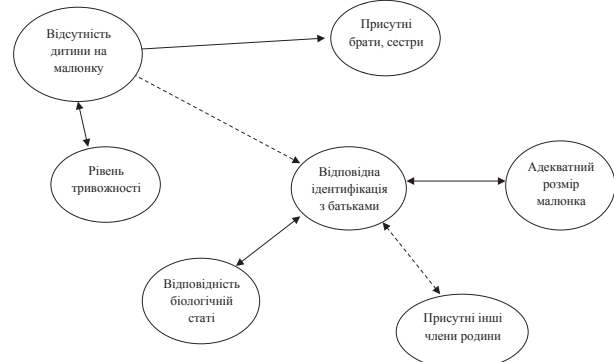 Відсутність
дитини на
малюнку
Присутні
брати, сестри
Рівень
тривожності
Відповідна
ідентифікація
з батьками
Адекватний
розмір
малюнка
Відповідність
біологічній
статі
Присутні інші
члени родини